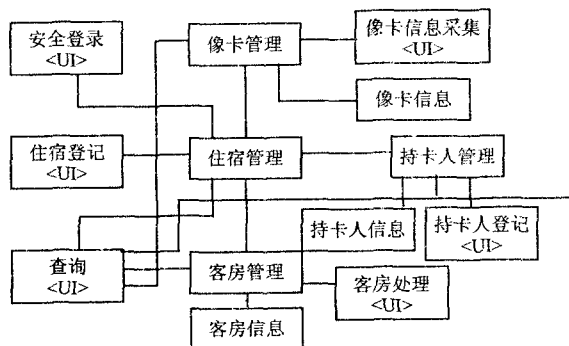 安全登录
<UI>
像卡管理
像卡信息采集
<UI>
像卡信息
住宿登记
<UI>
住宿管理
持卡人管理
持卡人信息
持卡人登记
<UI>
查询
<UI>
客房管理
客房处理
<UI>
客房信息